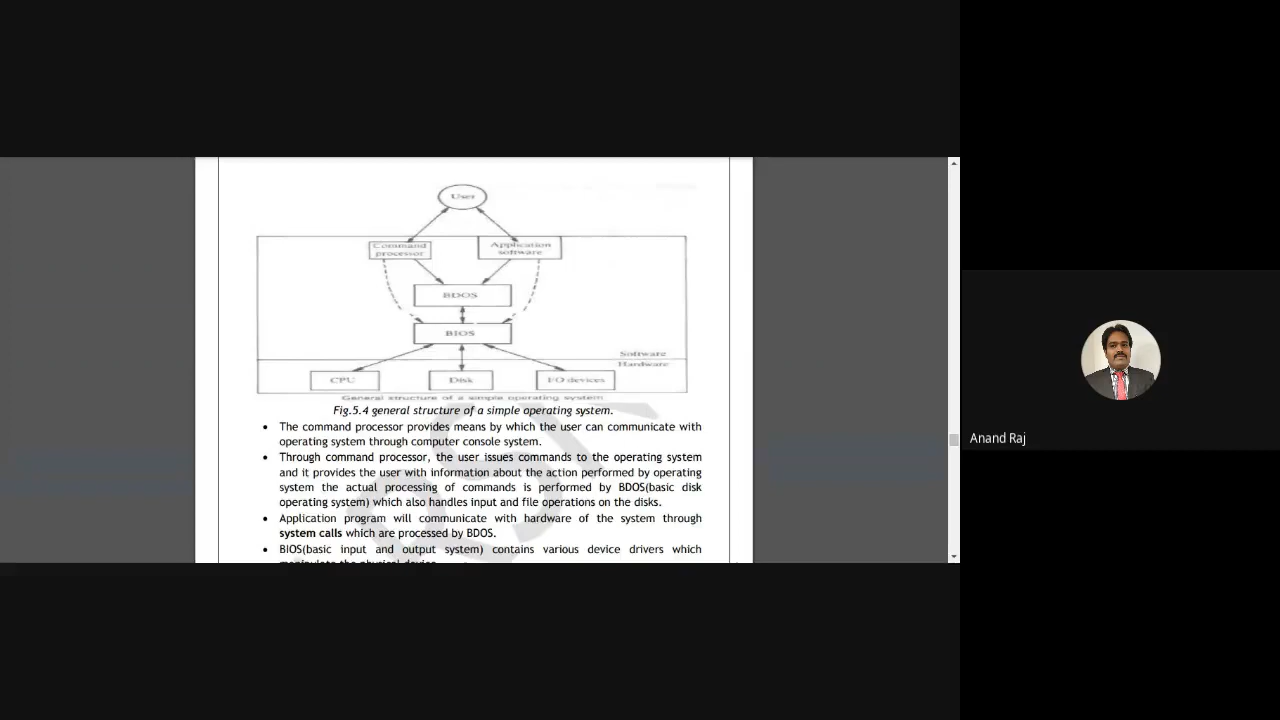 User
Command
processor
Application
software
BDOS
BIOS
Software
Hardware
CPU
Disk
I/O devices
General structure of a simple operating system
Fig.5.4 general structure of a simple operating system.
• The command processor provides means by which the user can communicate with
operating system through computer console system.
• Through command processor, the user issues commands to the operating system
and it provides the user with information about the action performed by operating
system the actual processing of commands is performed by BDOS(basic disk
operating system) which also handles input and file operations on the disks.
• Application program will communicate with hardware of the system through
system calls which are processed by BDOS.
• BIOS(basic input and output system) contains various device drivers which
manipulate the physical device
Anand Raj